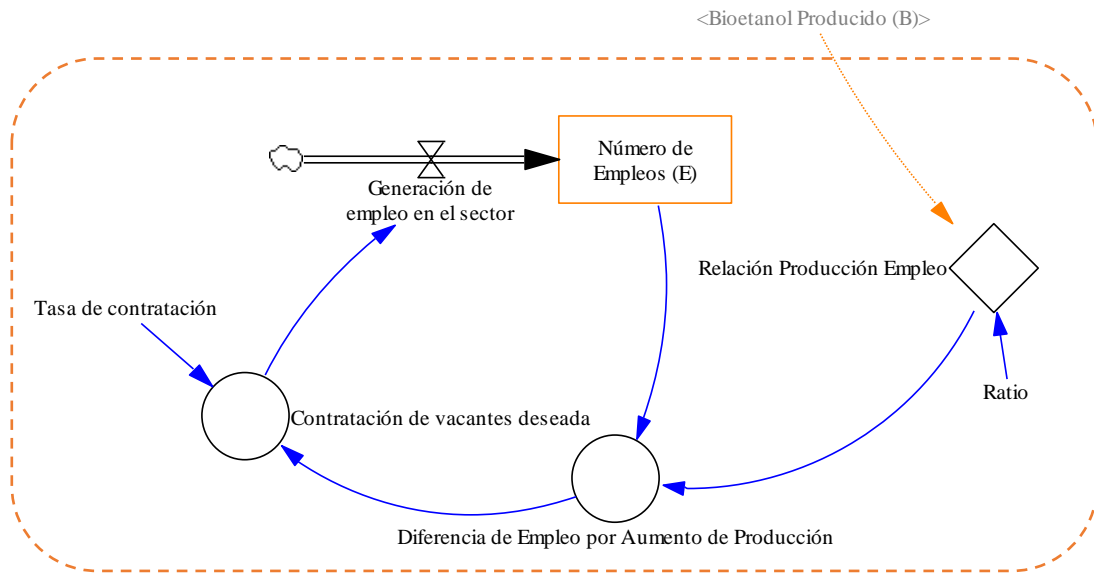 <Bioetanol Producido (B)>
Número de
Empleos (E)
Generación de
empleo en el sector
Relación Producción Empleo
Tasa de contratación
Ratio
Contratación de vacantes deseada
Diferencia de Empleo por Aumento de Producción